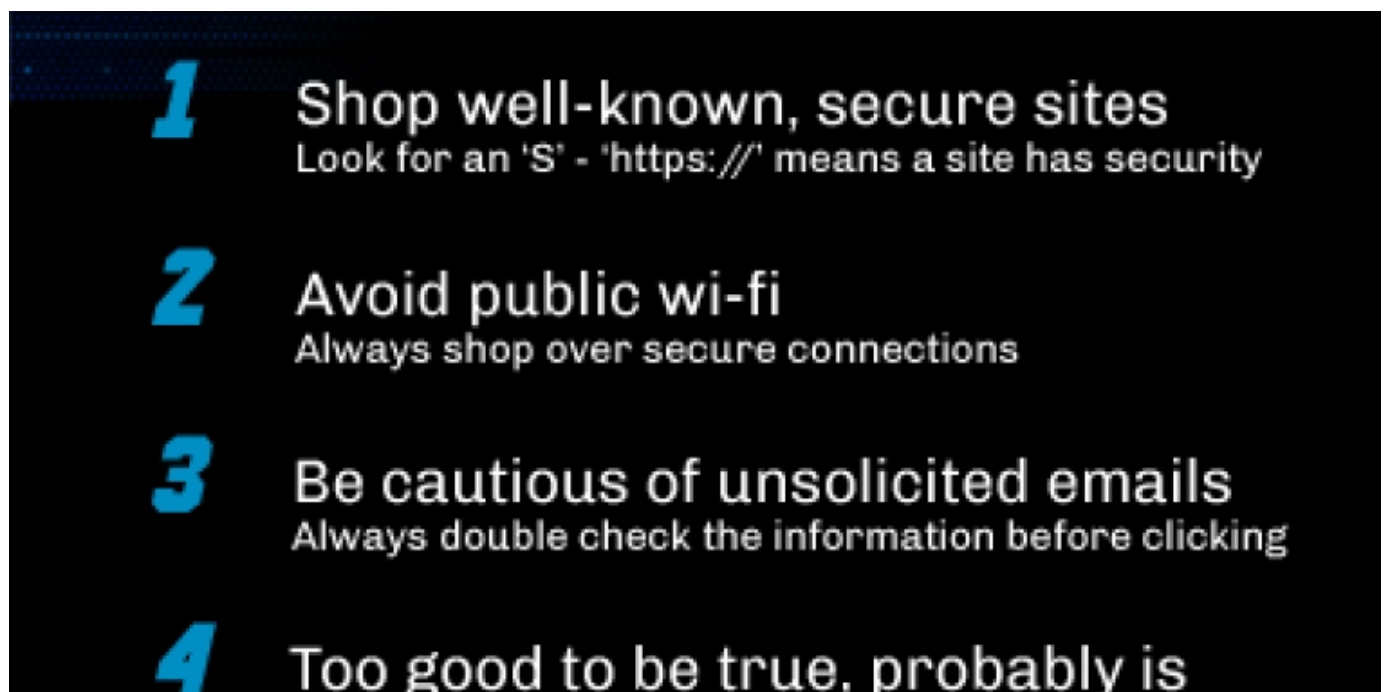 1
Shop well-known, secure sites
Look for an ‘S’ - ‘https://’ means a site has security
2
Avoid public wi-fi
Always shop over secure connections
3
Be cautious of unsolicited emails
Always double check the information before clicking
4
Too good to be true, probably is